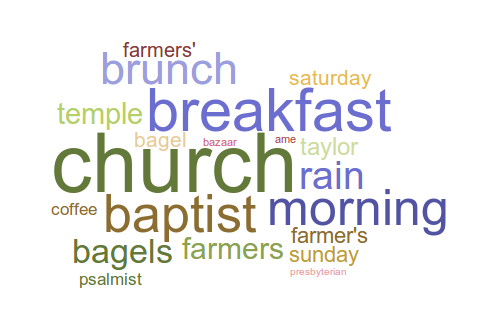 farmers'
brunch saturday
temple breakfast
bagel bazaar ame taylor
church rain
coffee baptist morning
bagels farmers farmer's
sunday
psalmist presbyterian